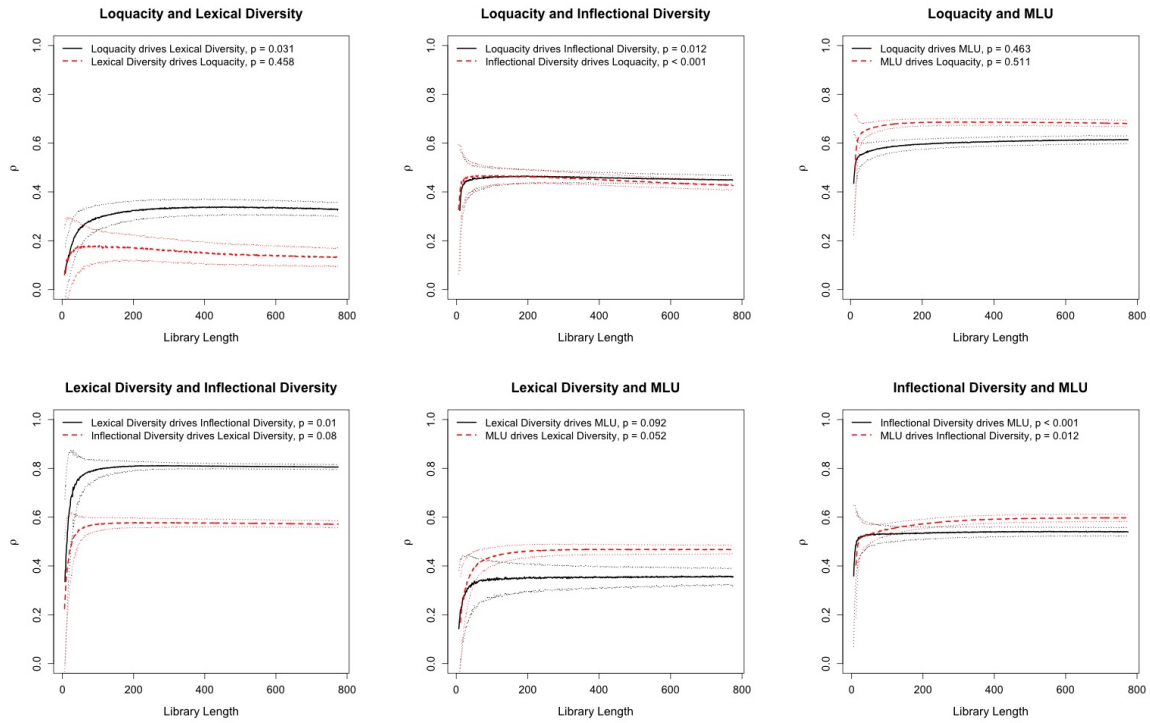 Loquacity and Lexical Diversity
Loquacity drives Lexical Diversity, p = 0.031
Lexical Diversity drives Loquacity, p = 0.458
1.0
0.8
0.6
0.4
0.2
0.0
ρ
0 200 400 600 800
Library Length
Loquacity and Inflectional Diversity
Loquacity drives Inflectional Diversity, p = 0.012
Inflectional Diversity drives Loquacity, p < 0.001
1.0
0.8
0.6
0.4
0.2
0.0
ρ
0 200 400 600 800
Library Length
Loquacity and MLU
Loquacity drives MLU, p = 0.463
MLU drives Loquacity, p = 0.511
1.0
0.8
0.6
0.4
0.2
0.0
ρ
0 200 400 600 800
Library Length
Lexical Diversity and Inflectional Diversity
Lexical Diversity drives Inflectional Diversity, p = 0.01
Inflectional Diversity drives Lexical Diversity, p = 0.08
1.0
0.8
0.6
0.4
0.2
0.0
ρ
0 200 400 600 800
Library Length
Lexical Diversity and MLU
Lexical Diversity drives MLU, p = 0.092
MLU drives Lexical Diversity, p = 0.052
1.0
0.8
0.6
0.4
0.2
0.0
ρ
0 200 400 600 800
Library Length
Inflectional Diversity and MLU
Inflectional Diversity drives MLU, p < 0.001
MLU drives Inflectional Diversity, p = 0.012
1.0
0.8
0.6
0.4
0.2
0.0
ρ
0 200 400 600 800
Library Length